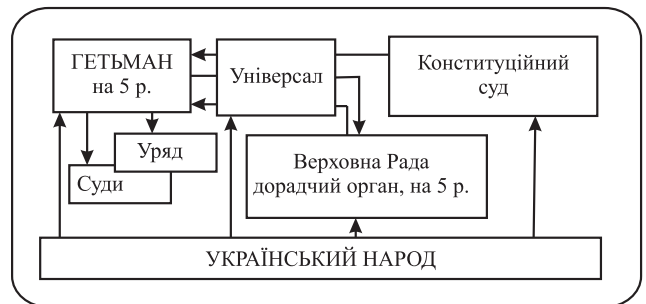 ГЕТЬМАН
на 5 р.
Універсал
Конституційний
суд
Уряд
Суди
Верховна Рада
дорадчий орган, на 5 р.
УКРАЇНСЬКИЙ НАРОД